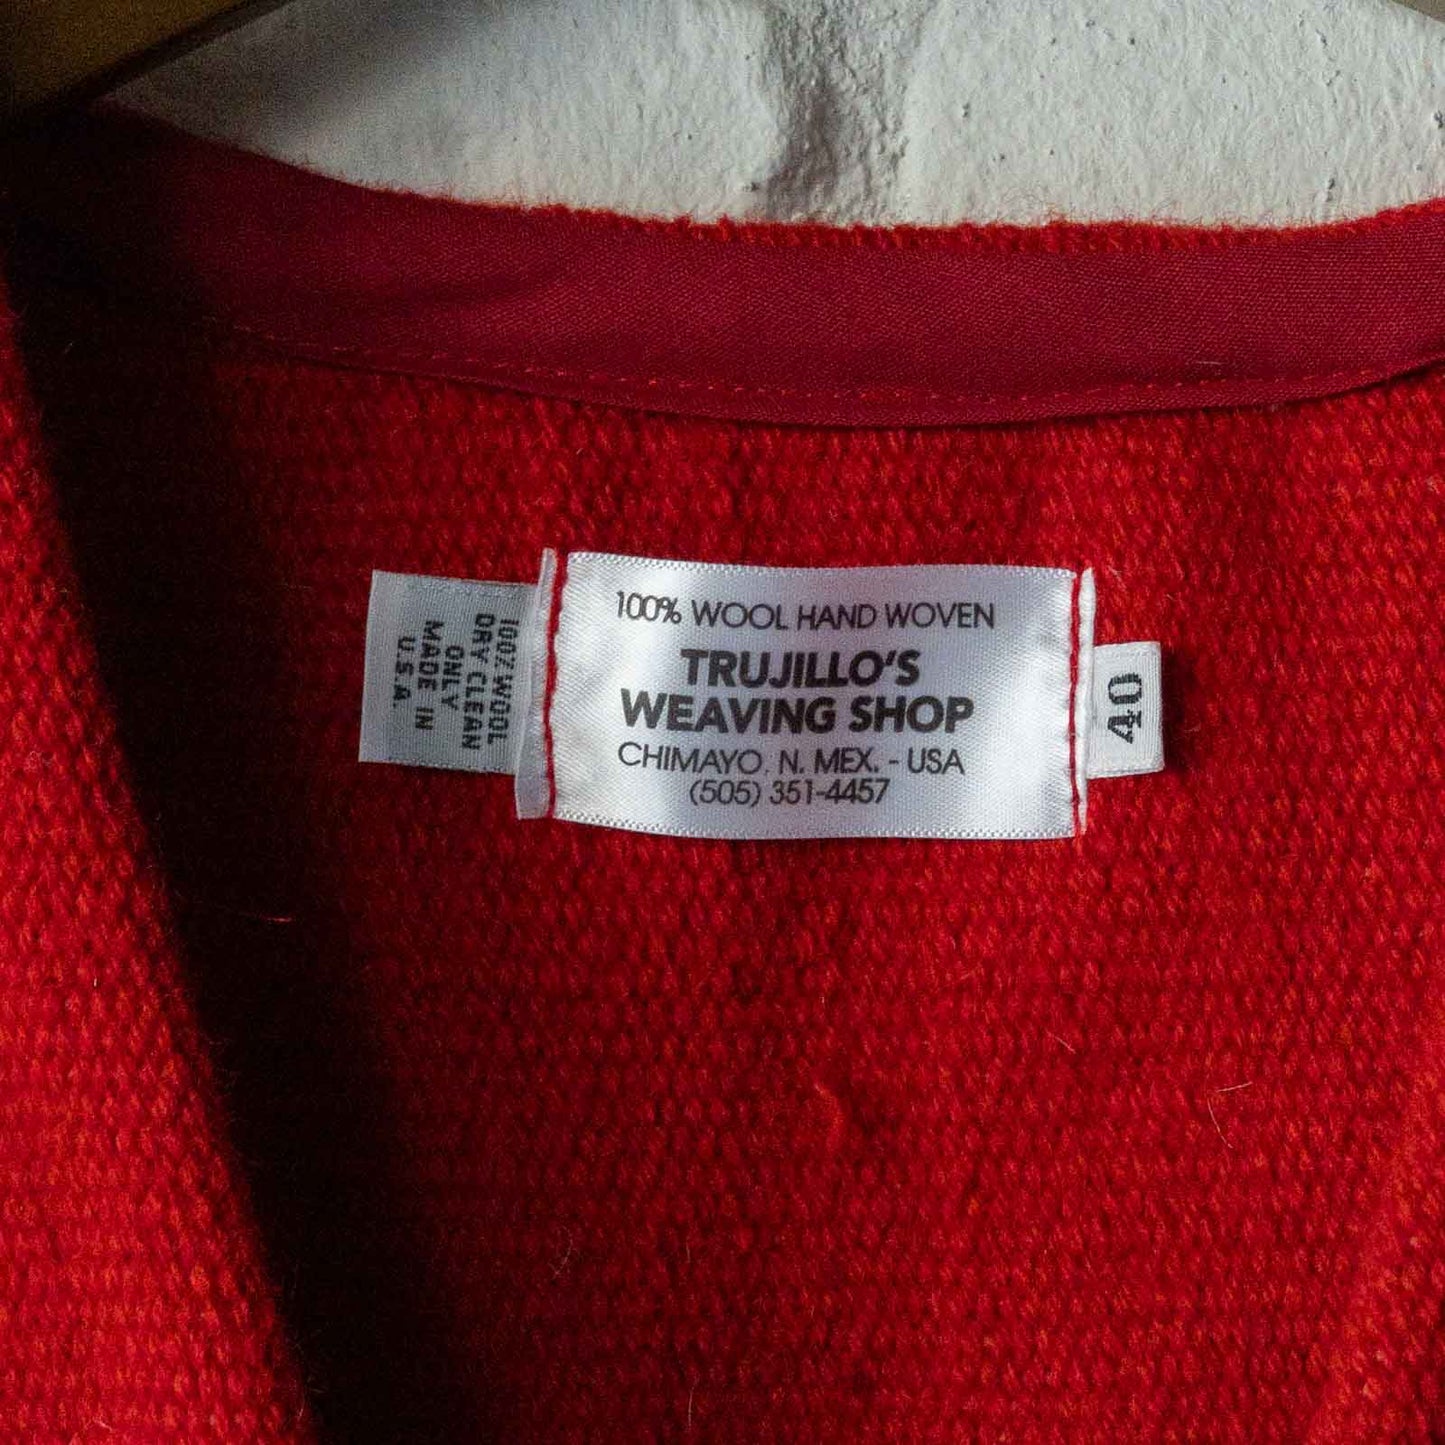 100% WOOL
DRY CLEAN
ONLY
MADE IN
U.S.A.
100% WOOL HAND WOVEN
TRUJILLO'S
WEAVING SHOP
CHIMAYO, N. MEX. - USA
(505) 351-4457
40